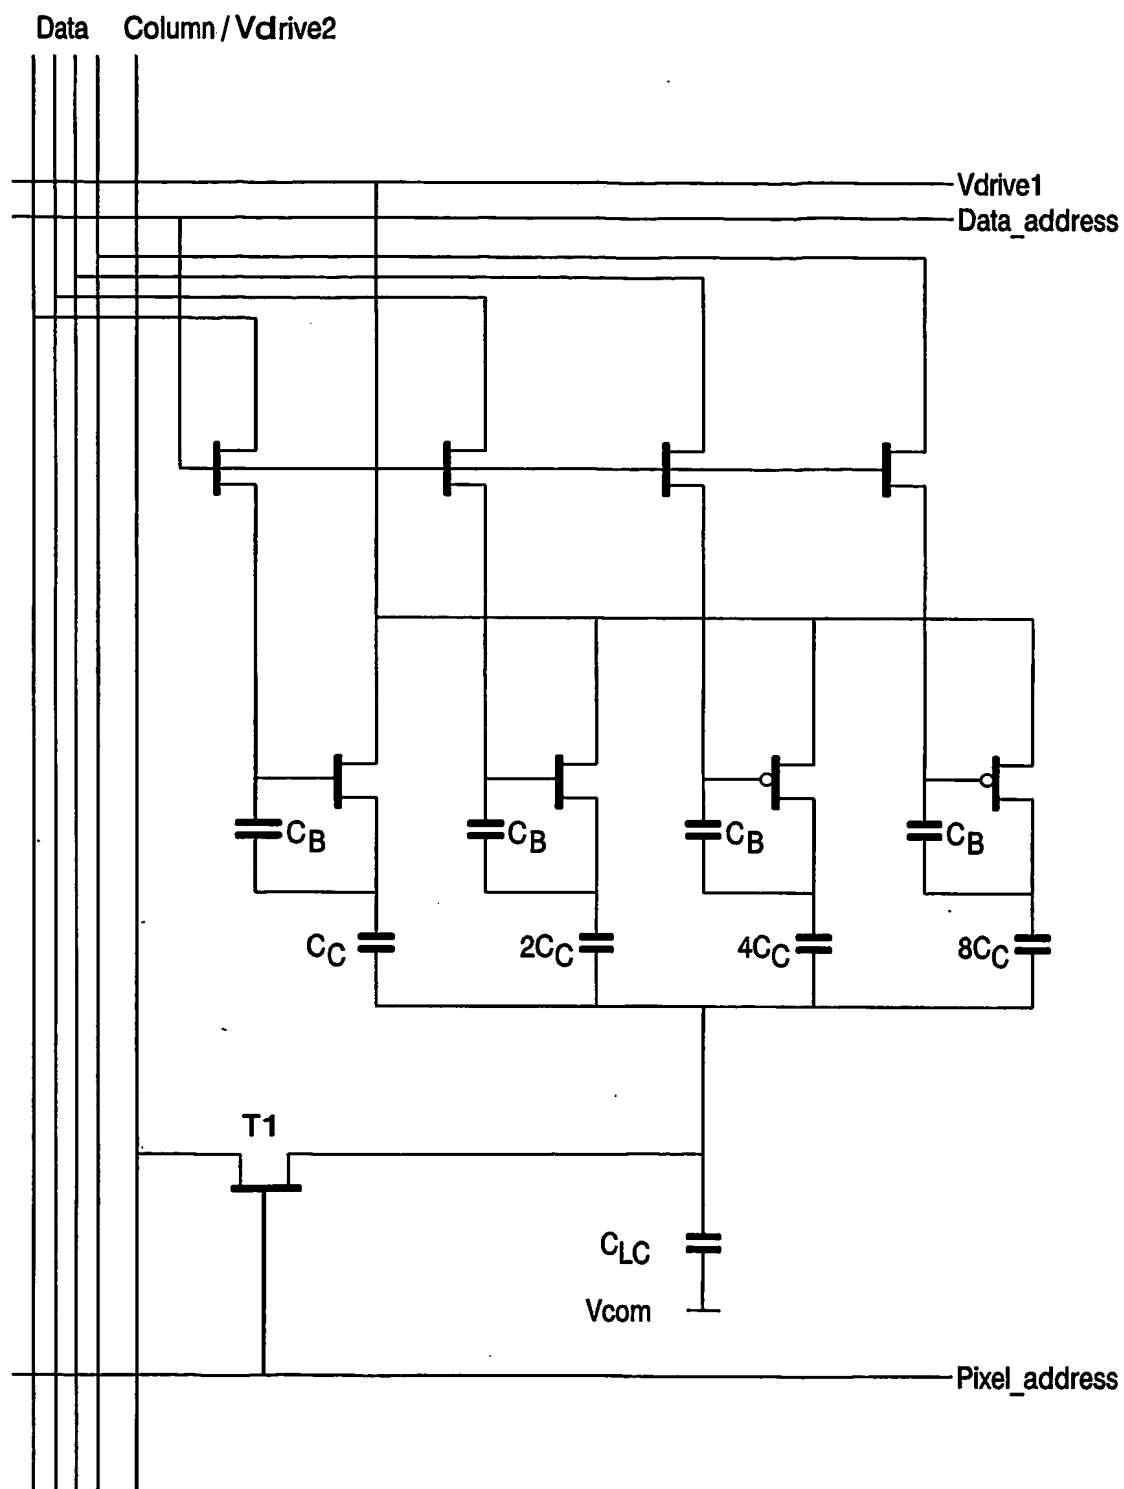 Data Column / Vdrive2
Vdrive1
Data_address
CB CB CB CB
CC 2CC 4CC 8CC
T1
CLC
Vcom
Pixel_address